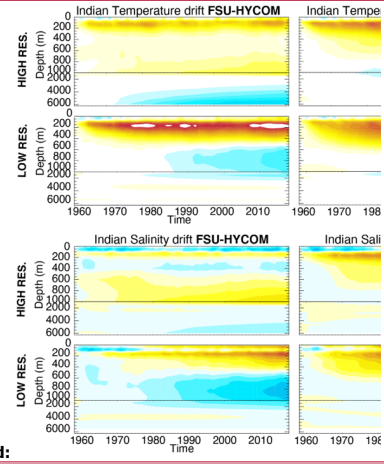 Indian Temperature drift FSU-HYCOM
Indian Temper
HIGH RES.
Depth (m)
0
200
400
600
800
1000
2000
4000
6000
LOW RES.
Depth (m)
0
200
400
600
800
1000
2000
4000
6000
1960 1970 1980 1990 2000 2010
1960 1970 198
Time
Indian Salinity drift FSU-HYCOM
Indian Sali
HIGH RES.
Depth (m)
0
200
400
600
800
1000
2000
4000
6000
LOW RES.
Depth (m)
0
200
400
600
800
1000
2000
4000
6000
1960 1970 1980 1990 2000 2010
1960 1970 198
Time
d: